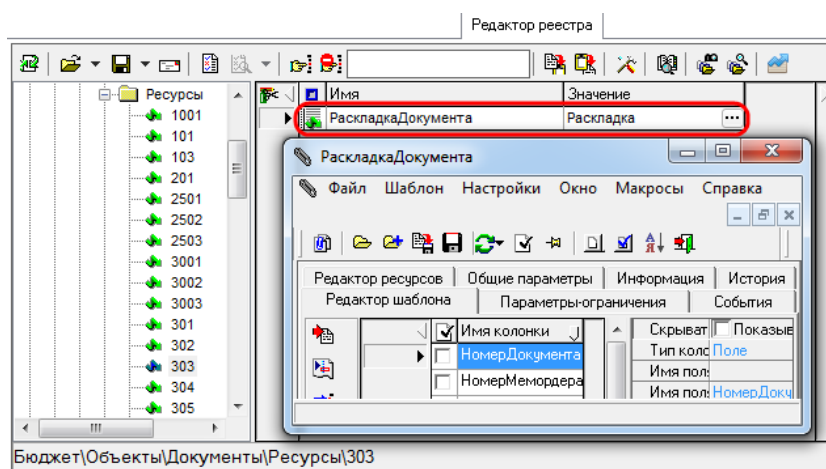 Редактор реестра
Ресурсы
1001
101
103
201
2501
2502
2503
3001
3002
3003
301
302
303
304
305
Имя Значение
РаскладкаДокумента Раскладка
РаскладкаДокумента
Файл Шаблон Настройки Окно Макросы Справка
Редактор ресурсов Общие параметры Информация История
Редактор шаблона Параметры-ограничения События
Имя колонки
НомерДокумента
НомерМемордера
Скрыват Показыв
Тип колс Поле
Имя пол
Имя пол НомерДоку
Бюджет\Объекты\Документы\Ресурсы\303